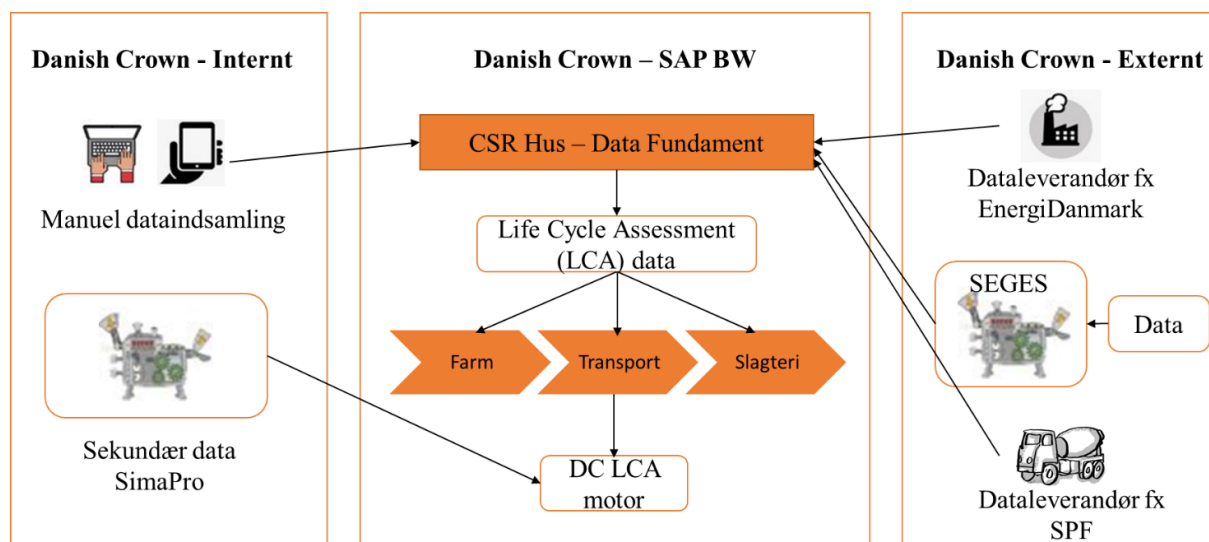 Danish Crown - Internt
Manuel dataindsamling
Sekundær data
SimaPro
Danish Crown – SAP BW
CSR Hus – Data Fundament
Life Cycle Assessment
(LCA) data
Farm
Transport
Slagteri
DC LCA
motor
Danish Crown - Externt
Dataleverandør fx
EnergiDanmark
SEGES
Data
Dataleverandør fx
SPF